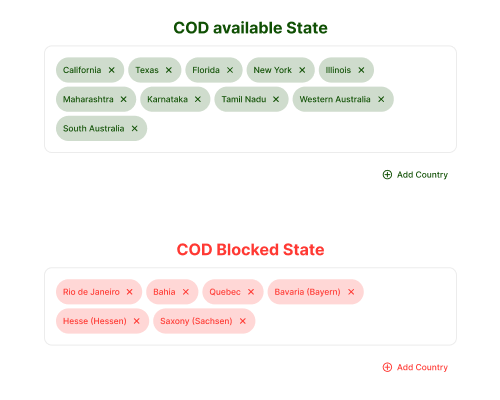 COD available State
California × Texas × Florida × New York × Illinois ×
Maharashtra × Karnataka × Tamil Nadu × Western Australia ×
South Australia ×
Add Country
COD Blocked State
Rio de Janeiro × Bahia × Quebec × Bavaria (Bayern) ×
Hesse (Hessen) × Saxony (Sachsen) ×
Add Country